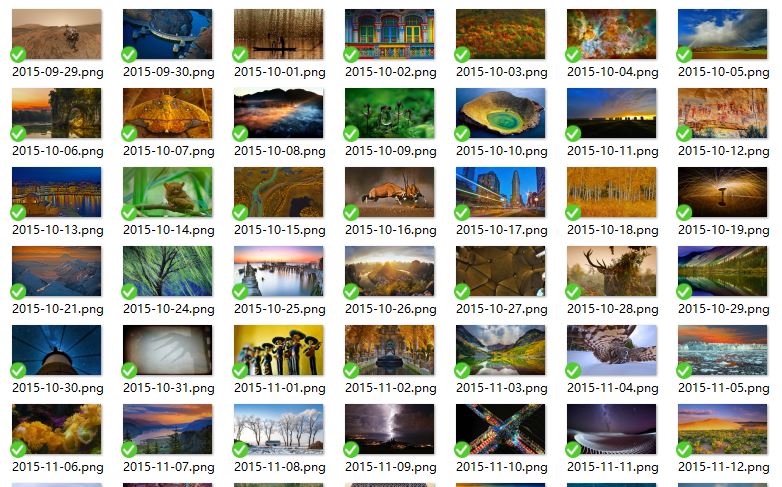 2015-09-29.png 2015-09-30.png 2015-10-01.png 2015-10-02.png 2015-10-03.png 2015-10-04.png 2015-10-05.png
2015-10-06.png 2015-10-07.png 2015-10-08.png 2015-10-09.png 2015-10-10.png 2015-10-11.png 2015-10-12.png
2015-10-13.png 2015-10-14.png 2015-10-15.png 2015-10-16.png 2015-10-17.png 2015-10-18.png 2015-10-19.png
2015-10-21.png 2015-10-24.png 2015-10-25.png 2015-10-26.png 2015-10-27.png 2015-10-28.png 2015-10-29.png
2015-10-30.png 2015-10-31.png 2015-11-01.png 2015-11-02.png 2015-11-03.png 2015-11-04.png 2015-11-05.png
2015-11-06.png 2015-11-07.png 2015-11-08.png 2015-11-09.png 2015-11-10.png 2015-11-11.png 2015-11-12.png